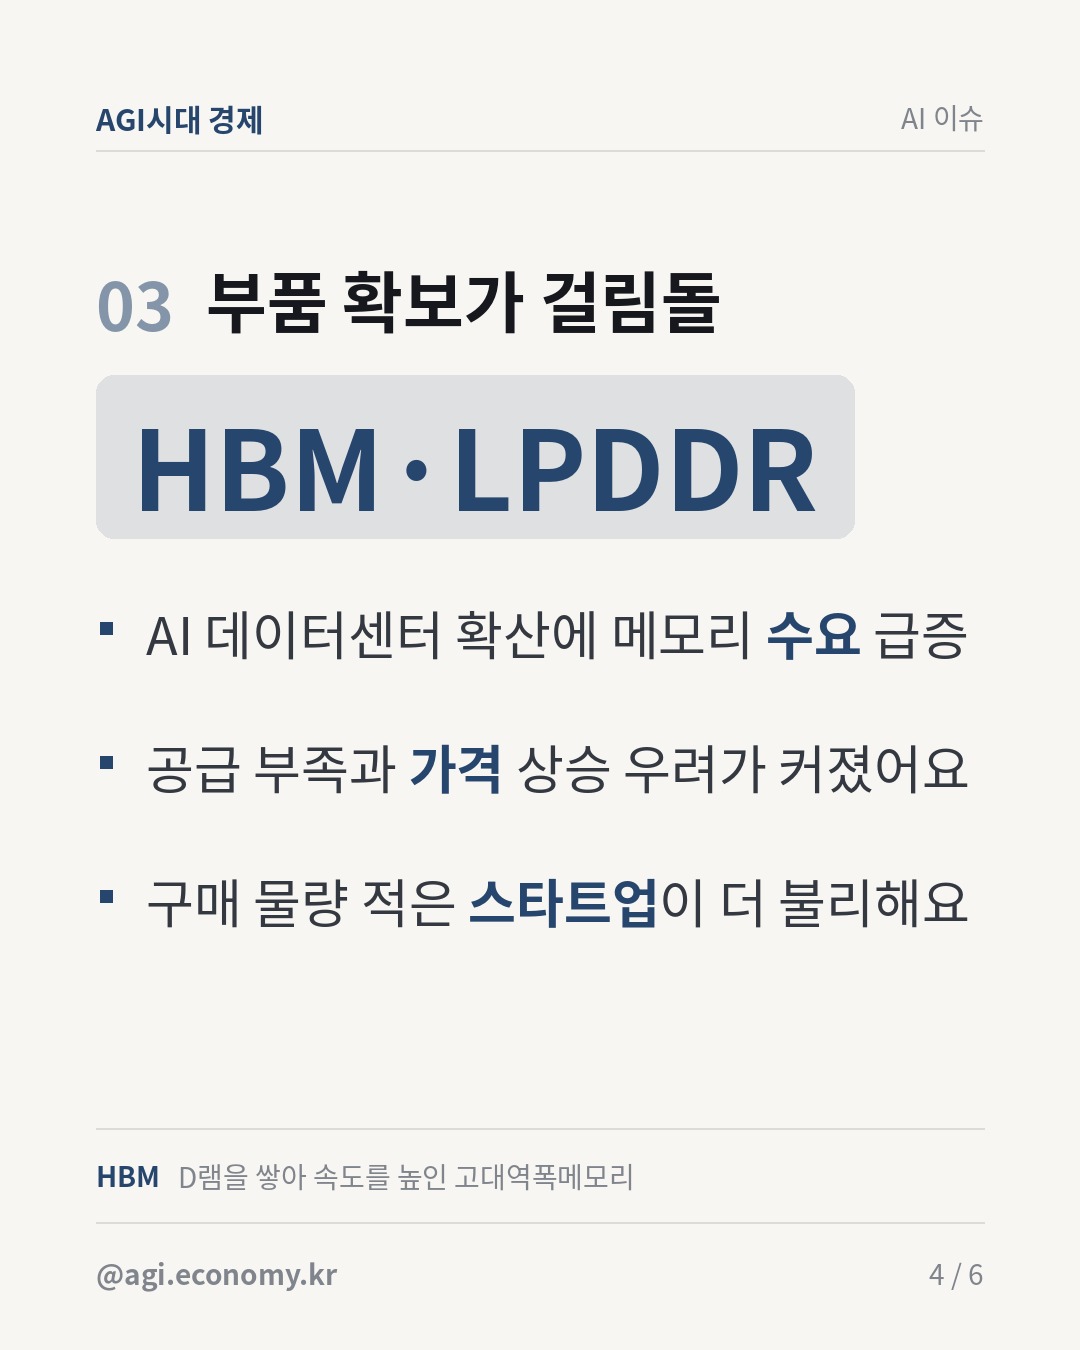 AGI시대 경제 AI 이슈
03 부품 확보가 걸림돌
HBM·LPDDR
▪ AI 데이터센터 확산에 메모리 수요 급증
▪ 공급 부족과 가격 상승 우려가 커졌어요
▪ 구매 물량 적은 스타트업이 더 불리해요
HBM D램을 쌓아 속도를 높인 고대역폭메모리
@agi.economy.kr 4 / 6